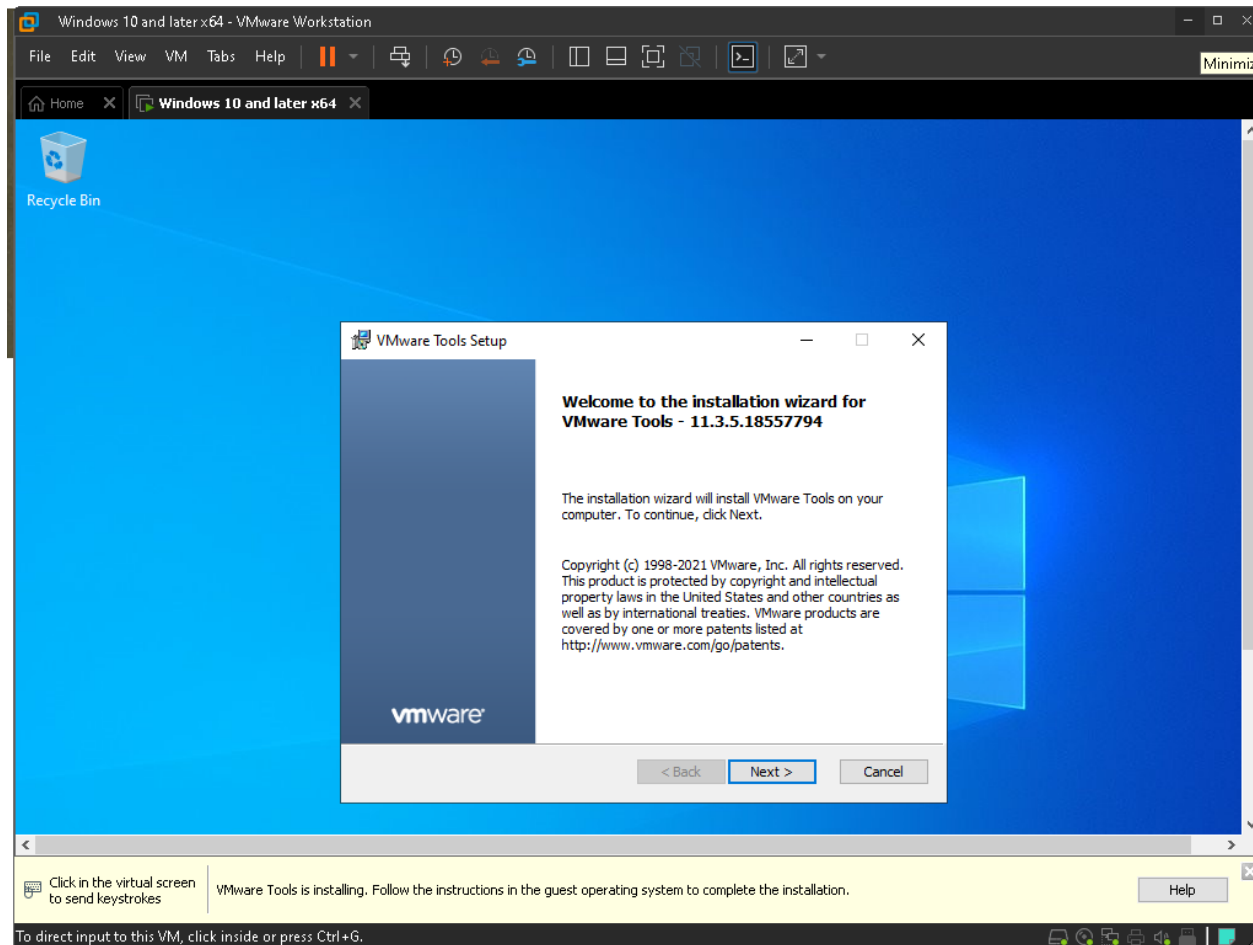 Windows 10 and later x64 - VMware Workstation
File Edit View VM Tabs Help
Minimiz
Home
Windows 10 and later x64
Recycle Bin
VMware Tools Setup
Welcome to the installation wizard for
VMware Tools - 11.3.5.18557794
The installation wizard will install VMware Tools on your
computer. To continue, click Next.
Copyright (c) 1998-2021 VMware, Inc. All rights reserved.
This product is protected by copyright and intellectual
property laws in the United States and other countries as
well as by international treaties. VMware products are
covered by one or more patents listed at
http://www.vmware.com/go/patents.
vmware
< Back Next > Cancel
Click in the virtual screen
to send keystrokes
VMware Tools is installing. Follow the instructions in the guest operating system to complete the installation.
Help
To direct input to this VM, click inside or press Ctrl+G.